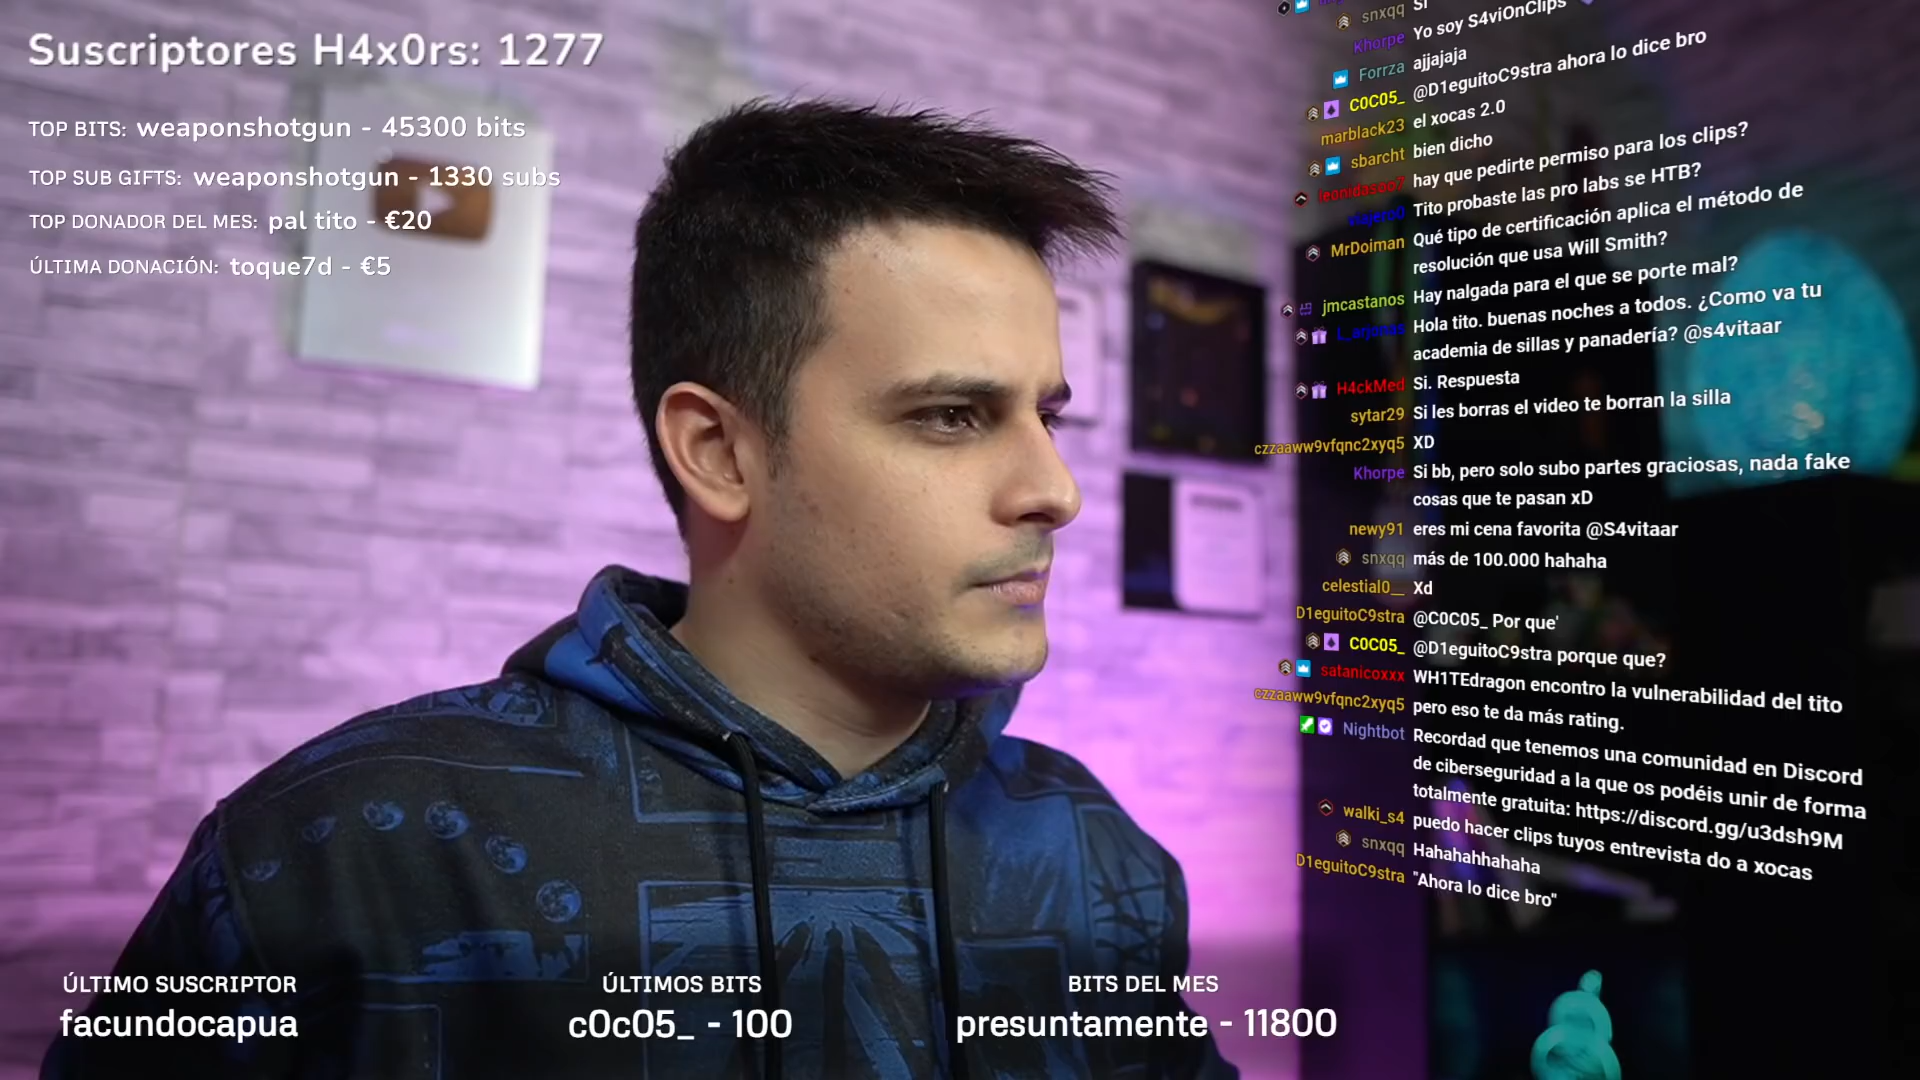 Suscriptores H4x0rs: 1277
TOP BITS: weaponshotgun - 45300 bits
TOP SUB GIFTS: weaponshotgun - 1330 subs
TOP DONADOR DEL MES: pal tito - €20
ÚLTIMA DONACIÓN: toque7d - €5
snxqq Si
Khorpe Yo soy S4viOnClips
Forrza ajjajaja
C0C05_ @D1eguitoC9stra ahora lo dice bro
marblack23 el xocas 2.0
sbarcht bien dicho
leonidasoo7 hay que pedirte permiso para los clips?
viajero0 Tito probaste las pro labs se HTB?
MrDoiman Qué tipo de certificación aplica el método de
resolución que usa Will Smith?
jmcastanos Hay nalgada para el que se porte mal?
L_arjonas Hola tito. buenas noches a todos. ¿Como va tu
academia de sillas y panadería? @s4vitaar
H4ckMed Si. Respuesta
sytar29 Si les borras el video te borran la silla
czzaaww9vfqnc2xyq5 XD
Khorpe Si bb, pero solo subo partes graciosas, nada fake
cosas que te pasan xD
newy91 eres mi cena favorita @S4vitaar
snxqq más de 100.000 hahaha
celestial0__ Xd
D1eguitoC9stra @C0C05_ Por que'
C0C05_ @D1eguitoC9stra porque que?
satanicoxxx WH1TEdragon encontro la vulnerabilidad del tito
czzaaww9vfqnc2xyq5 pero eso te da más rating.
Nightbot Recordad que tenemos una comunidad en Discord
de ciberseguridad a la que os podéis unir de forma
totalmente gratuita: https://discord.gg/u3dsh9M
walki_s4 puedo hacer clips tuyos entrevista do a xocas
snxqq Hahahahhahaha
D1eguitoC9stra "Ahora lo dice bro"
ÚLTIMO SUSCRIPTOR
facundocapua
ÚLTIMOS BITS
c0c05_ - 100
BITS DEL MES
presuntamente - 11800